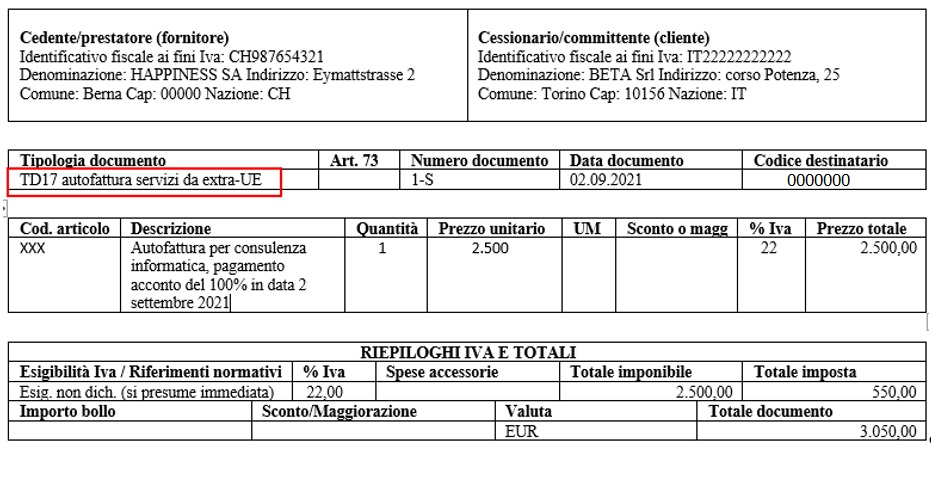 Cedente/prestatore (fornitore)
Identificativo fiscale ai fini Iva: CH987654321
Denominazione: HAPPINESS SA Indirizzo: Eymattstrasse 2
Comune: Berna Cap: 00000 Nazione: CH
Cessionario/committente (cliente)
Identificativo fiscale ai fini Iva: IT22222222222
Denominazione: BETA Srl Indirizzo: corso Potenza, 25
Comune: Torino Cap: 10156 Nazione: IT
Tipologia documento Art. 73 Numero documento Data documento Codice destinatario
TD17 autofattura servizi da extra-UE 1-S 02.09.2021 0000000
Cod. articolo Descrizione Quantità Prezzo unitario UM Sconto o magg % Iva Prezzo totale
XXX Autofattura per consulenza 1 2.500 22 2.500,00
informatica, pagamento
acconto del 100% in data 2
settembre 2021
RIEPILOGHI IVA E TOTALI
Esigibilità Iva / Riferimenti normativi % Iva Spese accessorie Totale imponibile Totale imposta
Esig. non dich. (si presume immediata) 22,00 2.500,00 550,00
Importo bollo Sconto/Maggiorazione Valuta Totale documento
EUR 3.050,00